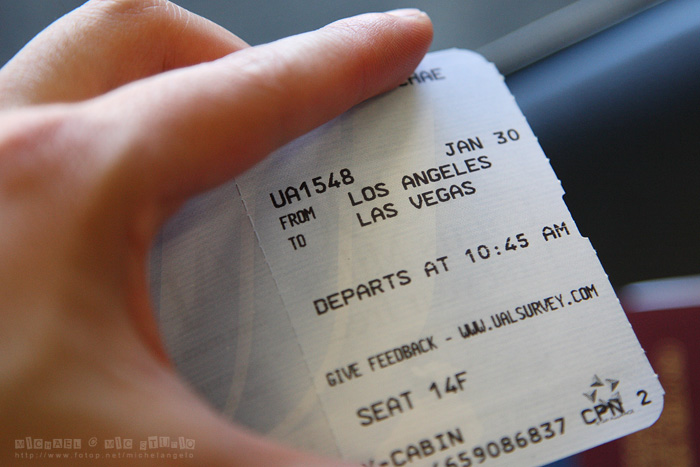 UA1548 JAN 30
FROM LOS ANGELES
TO LAS VEGAS
DEPARTS AT 10:45 AM
GIVE FEEDBACK - WWW.UALSURVEY.COM
SEAT 14F
-CABIN
659086837 CPN 2
MICHAEL @ MIC STUDIO
http://www.fotop.net/michelangelo